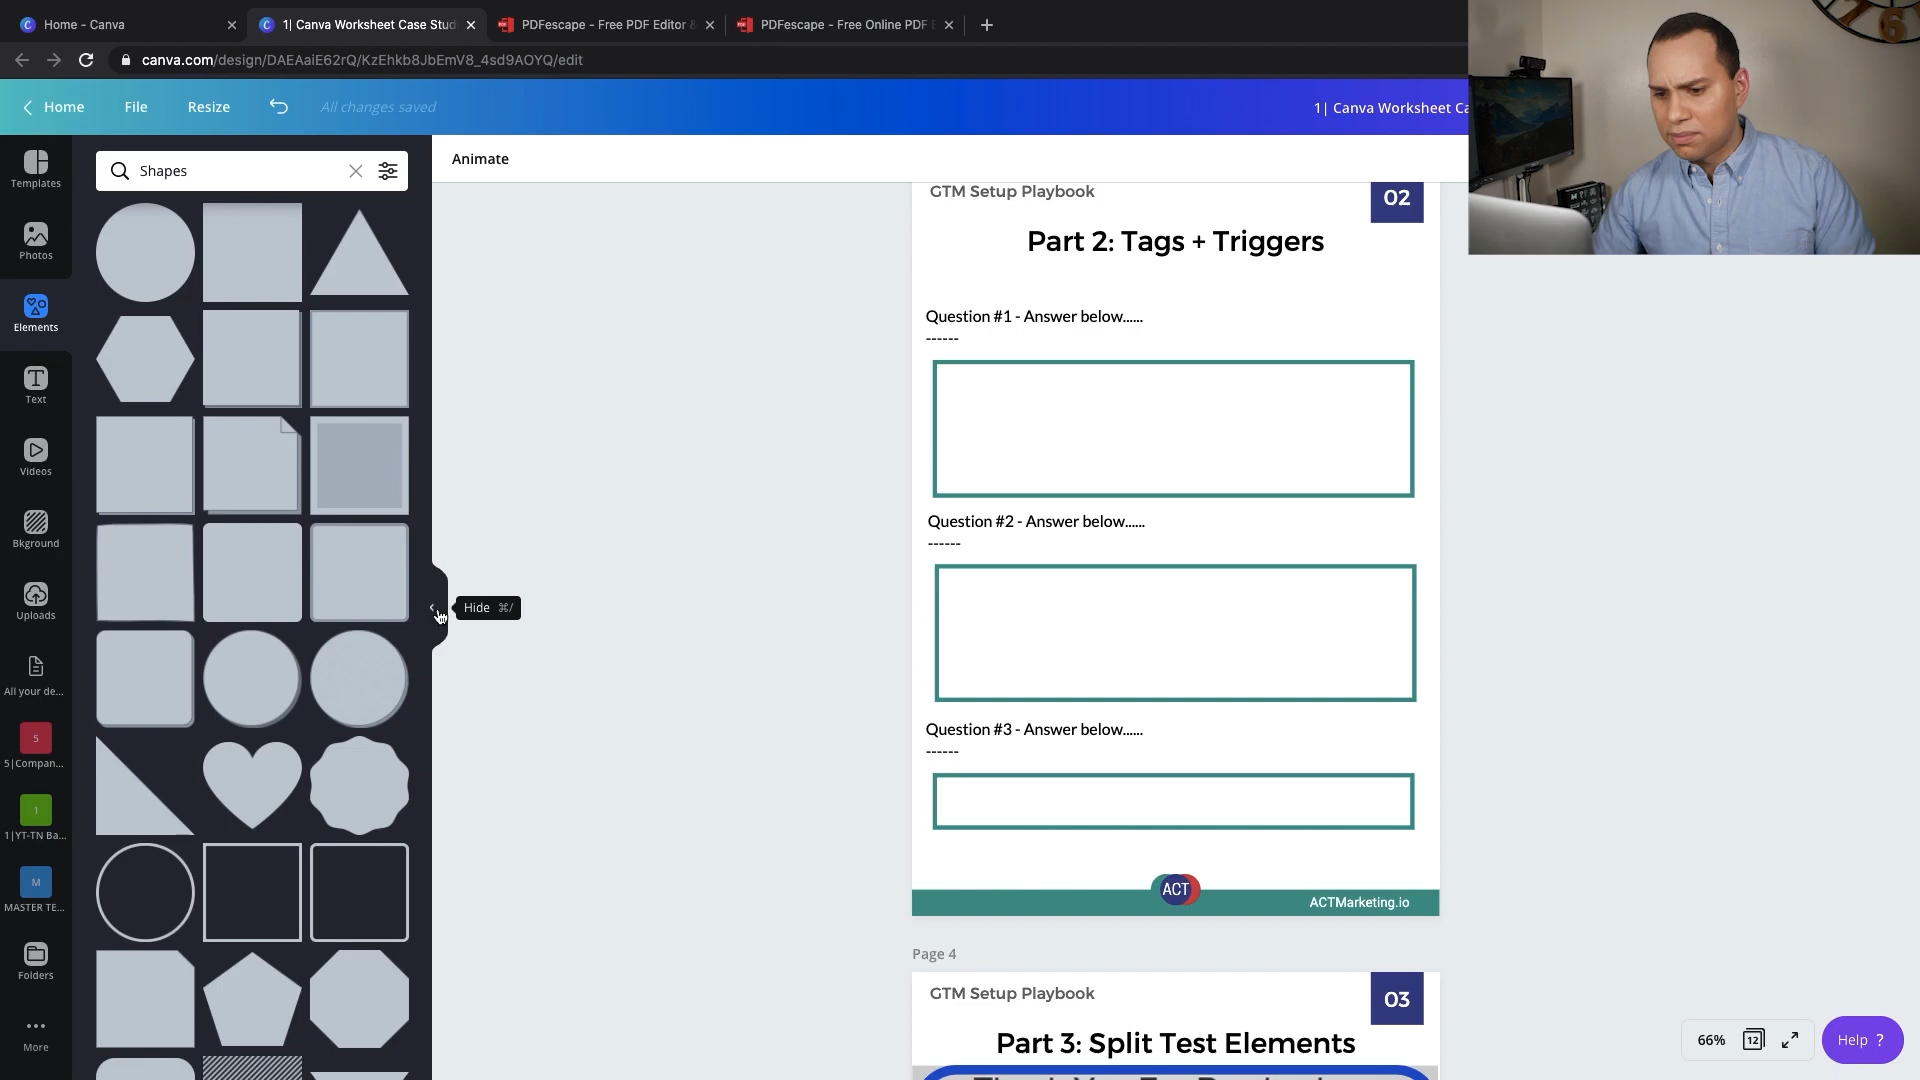 Home - Canva
1| Canva Worksheet Case Stud
PDFescape - Free PDF Editor &
PDFescape - Free Online PDF E
canva.com/design/DAEAaiE62rQ/KzEhkb8JbEmV8_4sd9AOYQ/edit
Home
File
Resize
All changes saved
1| Canva Worksheet Ca
Templates
Photos
Elements
Text
Videos
Bkground
Uploads
All your de...
5
5|Compan...
1
1|YT-TN Ba...
M
MASTER TE...
Folders
More
Shapes
Hide ⌘/
Animate
GTM Setup Playbook
02
Part 2: Tags + Triggers
Question #1 - Answer below......
------
Question #2 - Answer below......
------
Question #3 - Answer below......
------
ACT
ACTMarketing.io
Page 4
GTM Setup Playbook
03
Part 3: Split Test Elements
66%
12
Help ?